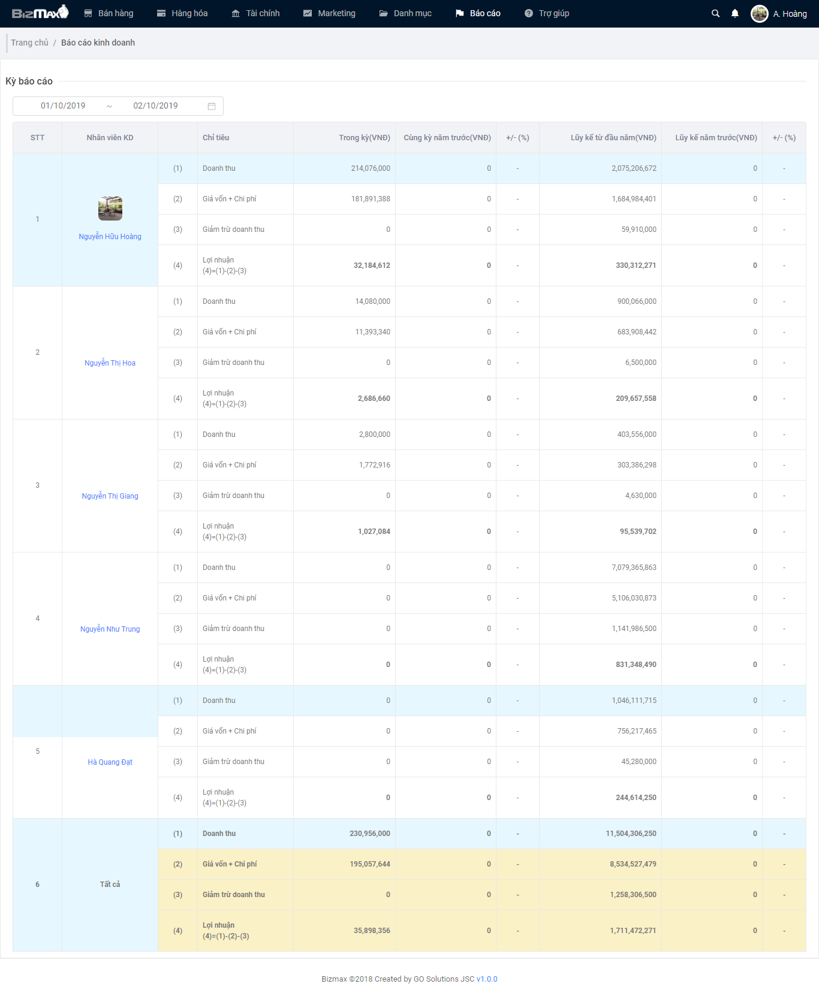 BizMax Bán hàng Hàng hóa Tài chính Marketing Danh mục Báo cáo Trợ giúp A. Hoàng
Trang chủ / Báo cáo kinh doanh
Kỳ báo cáo
01/10/2019 ~ 02/10/2019
STT Nhân viên KD Chỉ tiêu Trong kỳ(VNĐ) Cùng kỳ năm trước(VNĐ) +/- (%) Lũy kế từ đầu năm(VNĐ) Lũy kế năm trước(VNĐ) +/- (%)
(1) Doanh thu 214,076,000 0 - 2,075,206,672 0 -
(2) Giá vốn + Chi phí 181,891,388 0 - 1,684,984,401 0 -
1
(3) Giảm trừ doanh thu 0 0 - 59,910,000 0 -
Nguyễn Hữu Hoàng
(4) Lợi nhuận
(4)=(1)-(2)-(3) 32,184,612 0 - 330,312,271 0 -
(1) Doanh thu 14,080,000 0 - 900,066,000 0 -
(2) Giá vốn + Chi phí 11,393,340 0 - 683,908,442 0 -
2
Nguyễn Thị Hoa (3) Giảm trừ doanh thu 0 0 - 6,500,000 0 -
(4) Lợi nhuận
(4)=(1)-(2)-(3) 2,686,660 0 - 209,657,558 0 -
(1) Doanh thu 2,800,000 0 - 403,556,000 0 -
(2) Giá vốn + Chi phí 1,772,916 0 - 303,386,298 0 -
3
Nguyễn Thị Giang (3) Giảm trừ doanh thu 0 0 - 4,630,000 0 -
(4) Lợi nhuận
(4)=(1)-(2)-(3) 1,027,084 0 - 95,539,702 0 -
(1) Doanh thu 0 0 - 7,079,365,863 0 -
(2) Giá vốn + Chi phí 0 0 - 5,106,030,873 0 -
4
Nguyễn Như Trung (3) Giảm trừ doanh thu 0 0 - 1,141,986,500 0 -
(4) Lợi nhuận
(4)=(1)-(2)-(3) 0 0 - 831,348,490 0 -
(1) Doanh thu 0 0 - 1,046,111,715 0 -
(2) Giá vốn + Chi phí 0 0 - 756,217,465 0 -
5
Hà Quang Đạt (3) Giảm trừ doanh thu 0 0 - 45,280,000 0 -
(4) Lợi nhuận
(4)=(1)-(2)-(3) 0 0 - 244,614,250 0 -
(1) Doanh thu 230,956,000 0 - 11,504,306,250 0 -
(2) Giá vốn + Chi phí 195,057,644 0 - 8,534,527,479 0 -
6 Tất cả
(3) Giảm trừ doanh thu 0 0 - 1,258,306,500 0 -
(4) Lợi nhuận
(4)=(1)-(2)-(3) 35,898,356 0 - 1,711,472,271 0 -
Bizmax ©2018 Created by GO Solutions JSC v1.0.0